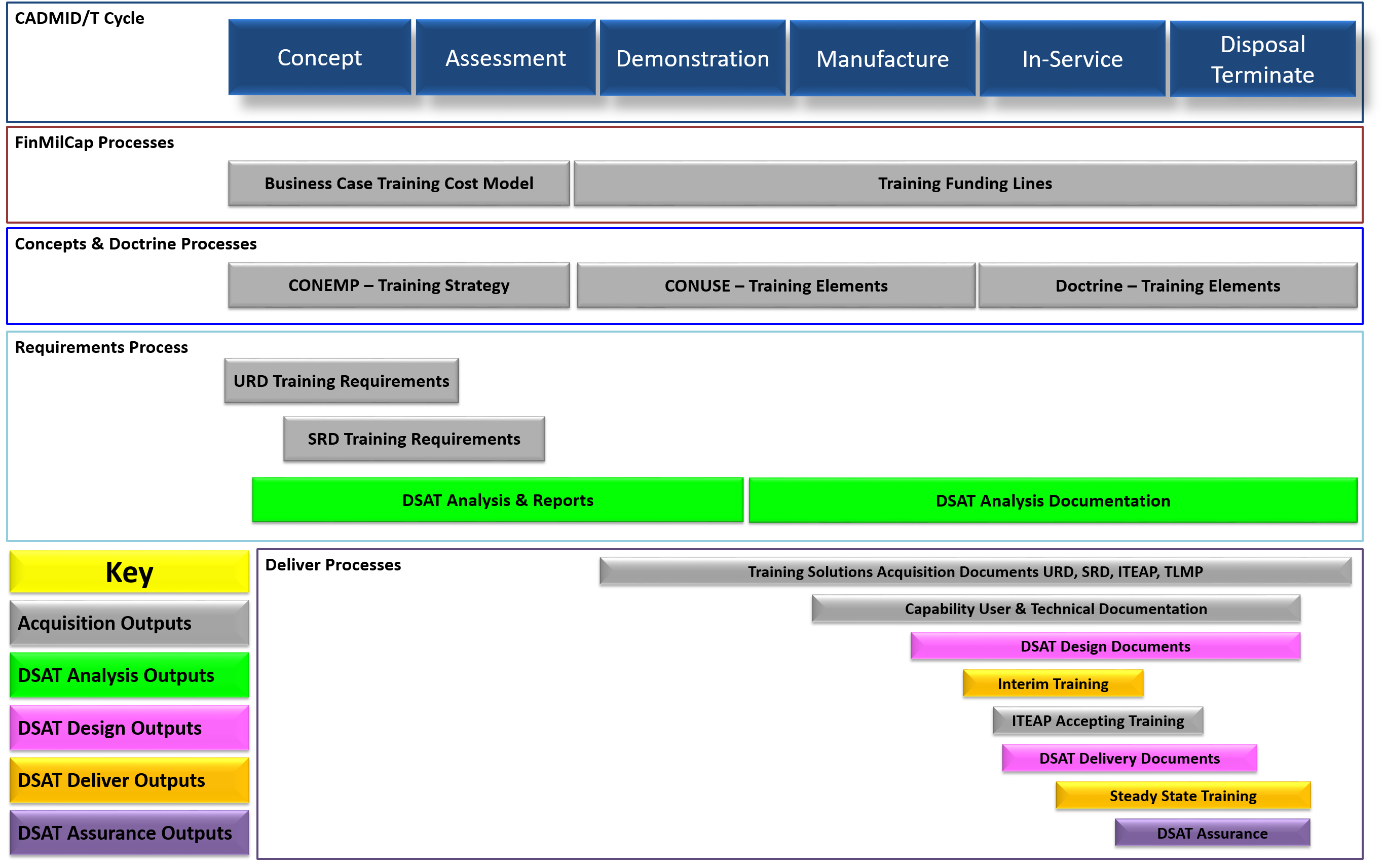 CADMID/T Cycle
Concept
Assessment
Demonstration
Manufacture
In-Service
Disposal
Terminate
FinMilCap Processes
Business Case Training Cost Model
Training Funding Lines
Concepts & Doctrine Processes
CONEMP – Training Strategy
CONUSE – Training Elements
Doctrine – Training Elements
Requirements Process
URD Training Requirements
SRD Training Requirements
DSAT Analysis & Reports
DSAT Analysis Documentation
Key
Acquisition Outputs
DSAT Analysis Outputs
DSAT Design Outputs
DSAT Deliver Outputs
DSAT Assurance Outputs
Deliver Processes
Training Solutions Acquisition Documents URD, SRD, ITEAP, TLMP
Capability User & Technical Documentation
DSAT Design Documents
Interim Training
ITEAP Accepting Training
DSAT Delivery Documents
Steady State Training
DSAT Assurance